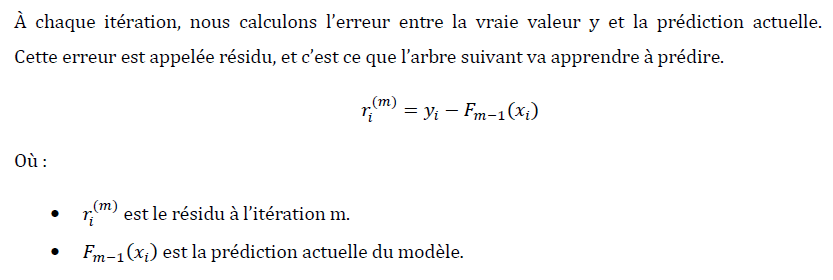 À chaque itération, nous calculons l’erreur entre la vraie valeur y et la prédiction actuelle.
Cette erreur est appelée résidu, et c’est ce que l’arbre suivant va apprendre à prédire.
r_i^{(m)} = y_i − F_{m−1}(x_i)
Où :
• r_i^{(m)} est le résidu à l’itération m.
• F_{m−1}(x_i) est la prédiction actuelle du modèle.